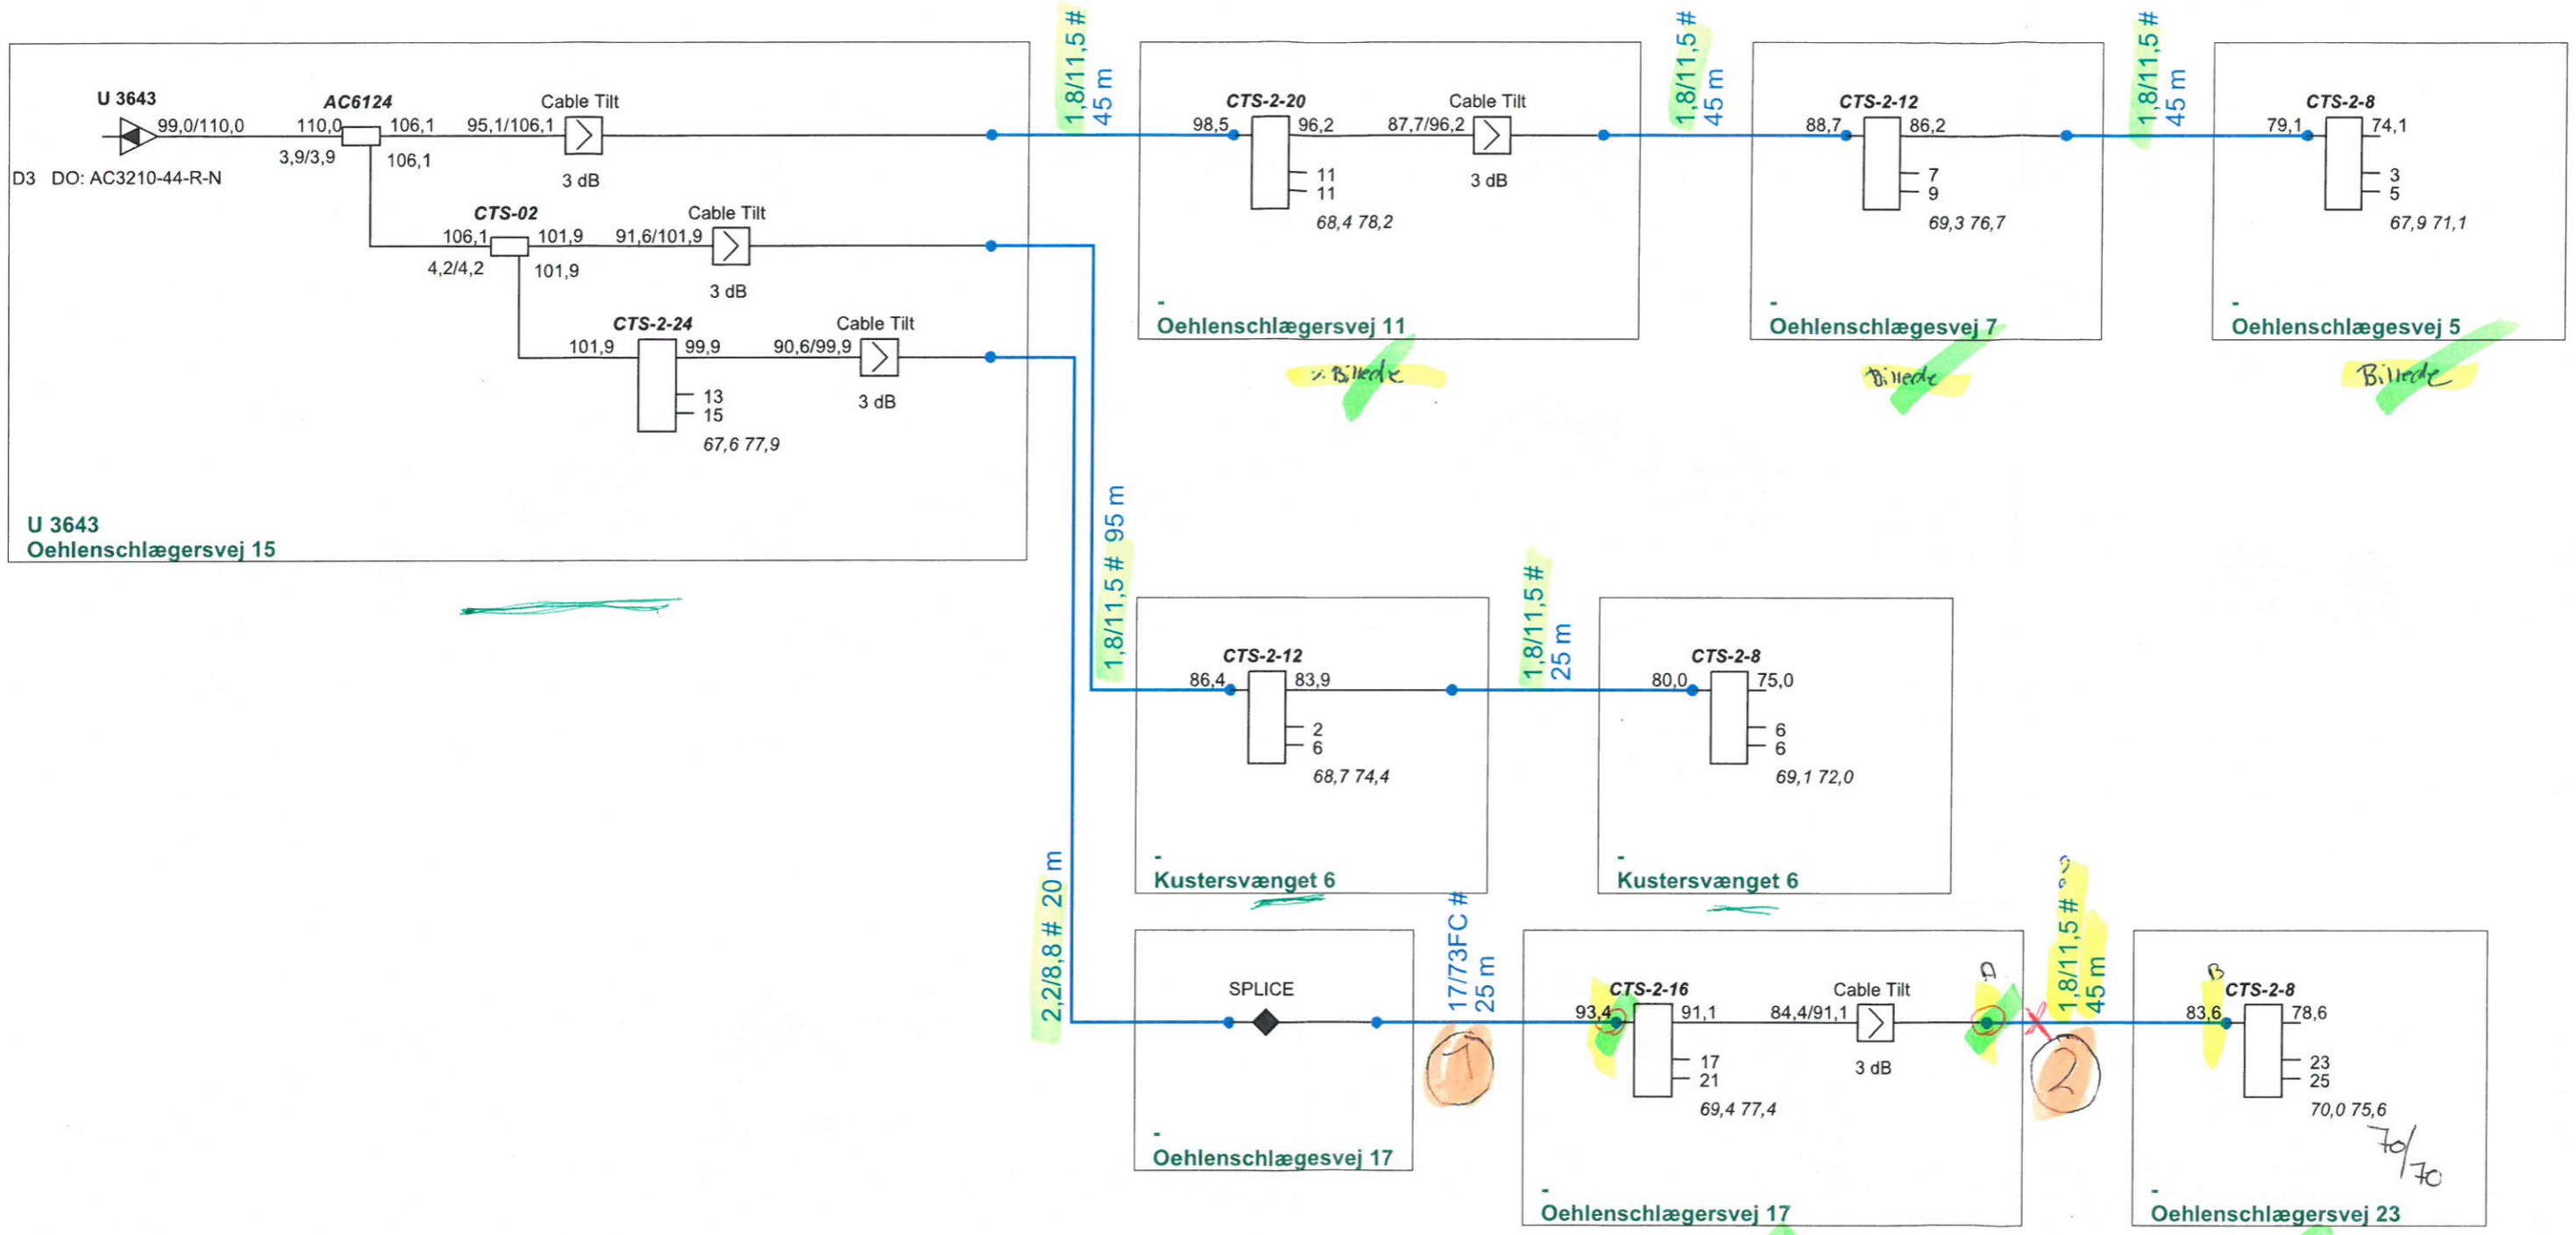 U 3643
99,0/110,0
D3 DO: AC3210-44-R-N
AC6124
110,0
106,1
3,9/3,9
106,1
95,1/106,1
Cable Tilt
3 dB
CTS-02
106,1
101,9
4,2/4,2
101,9
91,6/101,9
Cable Tilt
3 dB
CTS-2-24
101,9
99,9
13
15
67,6 77,9
90,6/99,9
Cable Tilt
3 dB
U 3643
Oehlenschlægersvej 15
1,8/11,5 #
45 m
CTS-2-20
98,5
96,2
11
11
68,4 78,2
87,7/96,2
Cable Tilt
3 dB
-
Oehlenschlægersvej 11
Billede
1,8/11,5 #
45 m
CTS-2-12
88,7
86,2
7
9
69,3 76,7
-
Oehlenschlægesvej 7
Billede
1,8/11,5 #
45 m
CTS-2-8
79,1
74,1
3
5
67,9 71,1
-
Oehlenschlægesvej 5
Billede
1,8/11,5 # 95 m
CTS-2-12
86,4
83,9
2
6
68,7 74,4
-
Kustersvænget 6
1,8/11,5 #
25 m
CTS-2-8
80,0
75,0
6
6
69,1 72,0
-
Kustersvænget 6
2,2/8,8 # 20 m
SPLICE
-
Oehlenschlægesvej 17
17/73FC #
25 m
1
CTS-2-16
93,4
91,1
17
21
69,4 77,4
84,4/91,1
Cable Tilt
3 dB
A
-
Oehlenschlægersvej 17
1,8/11,5 #
45 m
2
B
CTS-2-8
83,6
78,6
23
25
70,0 75,6
70/70
-
Oehlenschlægersvej 23